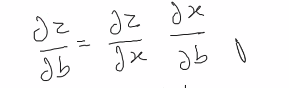 ∂z/∂b = ∂z/∂x ∂x/∂b